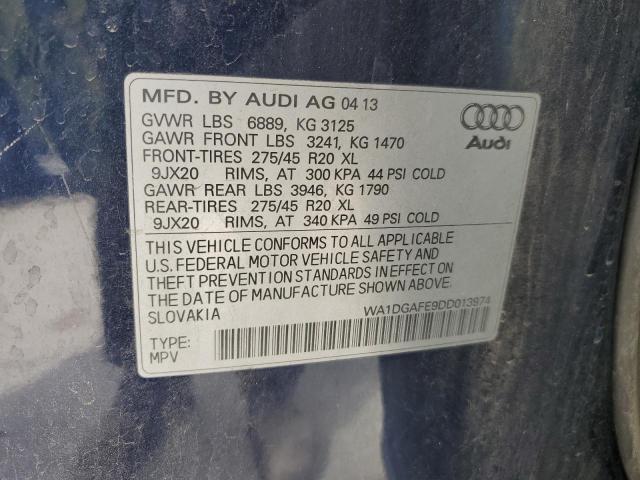 MFD. BY AUDI AG 04 13
GVWR LBS 6889, KG 3125
GAWR FRONT LBS 3241, KG 1470
FRONT-TIRES 275/45 R20 XL
9JX20 RIMS, AT 300 KPA 44 PSI COLD
GAWR REAR LBS 3946, KG 1790
REAR-TIRES 275/45 R20 XL
9JX20 RIMS, AT 340 KPA 49 PSI COLD
Audi
THIS VEHICLE CONFORMS TO ALL APPLICABLE
U.S. FEDERAL MOTOR VEHICLE SAFETY AND
THEFT PREVENTION STANDARDS IN EFFECT ON
THE DATE OF MANUFACTURE SHOWN ABOVE.
SLOVAKIA
WA1DGAFE9DD013974
TYPE:
MPV